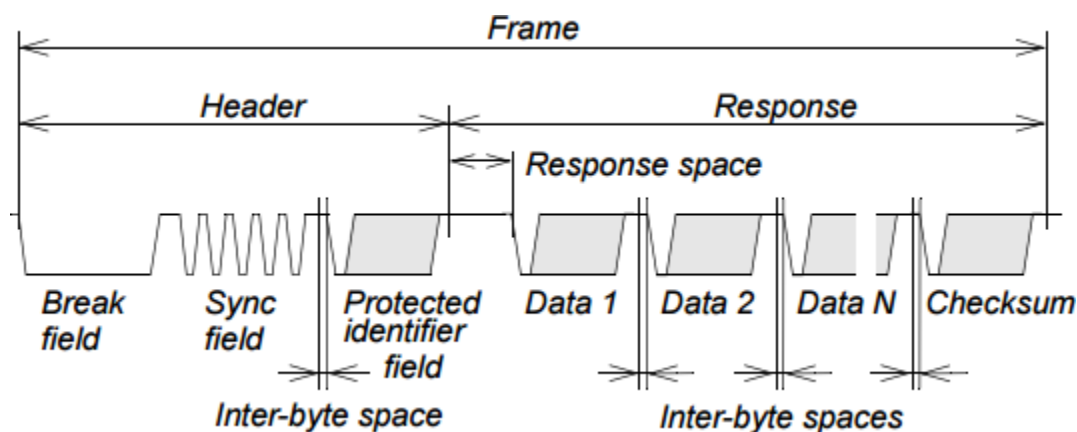 Frame
Header
Response
Response space
Break
field
Sync
field
Protected
identifier
field
Data 1
Data 2
Data N
Checksum
Inter-byte space
Inter-byte spaces